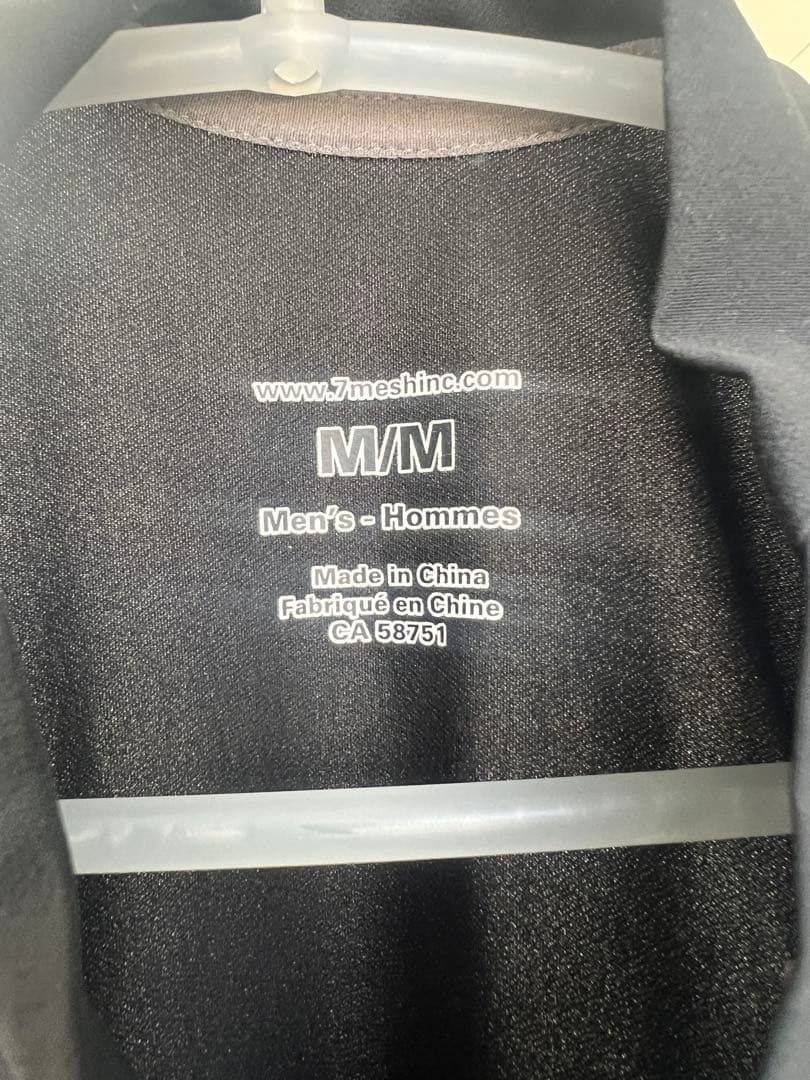 www.7meshinc.com
M/M
Men's - Hommes
Made in China
Fabriqué en Chine
CA 58751